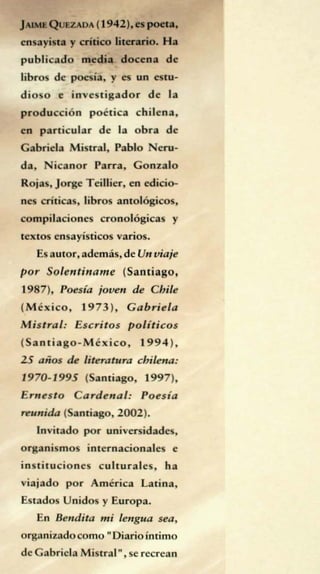 JAIME QUEZADA (1942), es poeta,
ensayista y crítico literario. Ha
publicado media docena de
libros de poesía, y es un estu-
dioso e investigador de la
producción poética chilena,
en particular de la obra de
Gabriela Mistral, Pablo Neru-
da, Nicanor Parra, Gonzalo
Rojas, Jorge Teillier, en edicio-
nes críticas, libros antológicos,
compilaciones cronológicas y
textos ensayísticos varios.
Es autor, además, de Un viaje
por Solentiname (Santiago,
1987), Poesía joven de Chile
(México, 1973), Gabriela
Mistral: Escritos políticos
(Santiago-México, 1994),
25 años de literatura chilena:
1970-1995 (Santiago, 1997),
Ernesto Cardenal: Poesía
reunida (Santiago, 2002).
Invitado por universidades,
organismos internacionales e
instituciones culturales, ha
viajado por América Latina,
Estados Unidos y Europa.
En Bendita mi lengua sea,
organizado como "Diario íntimo
de Gabriela Mistral", se recrean